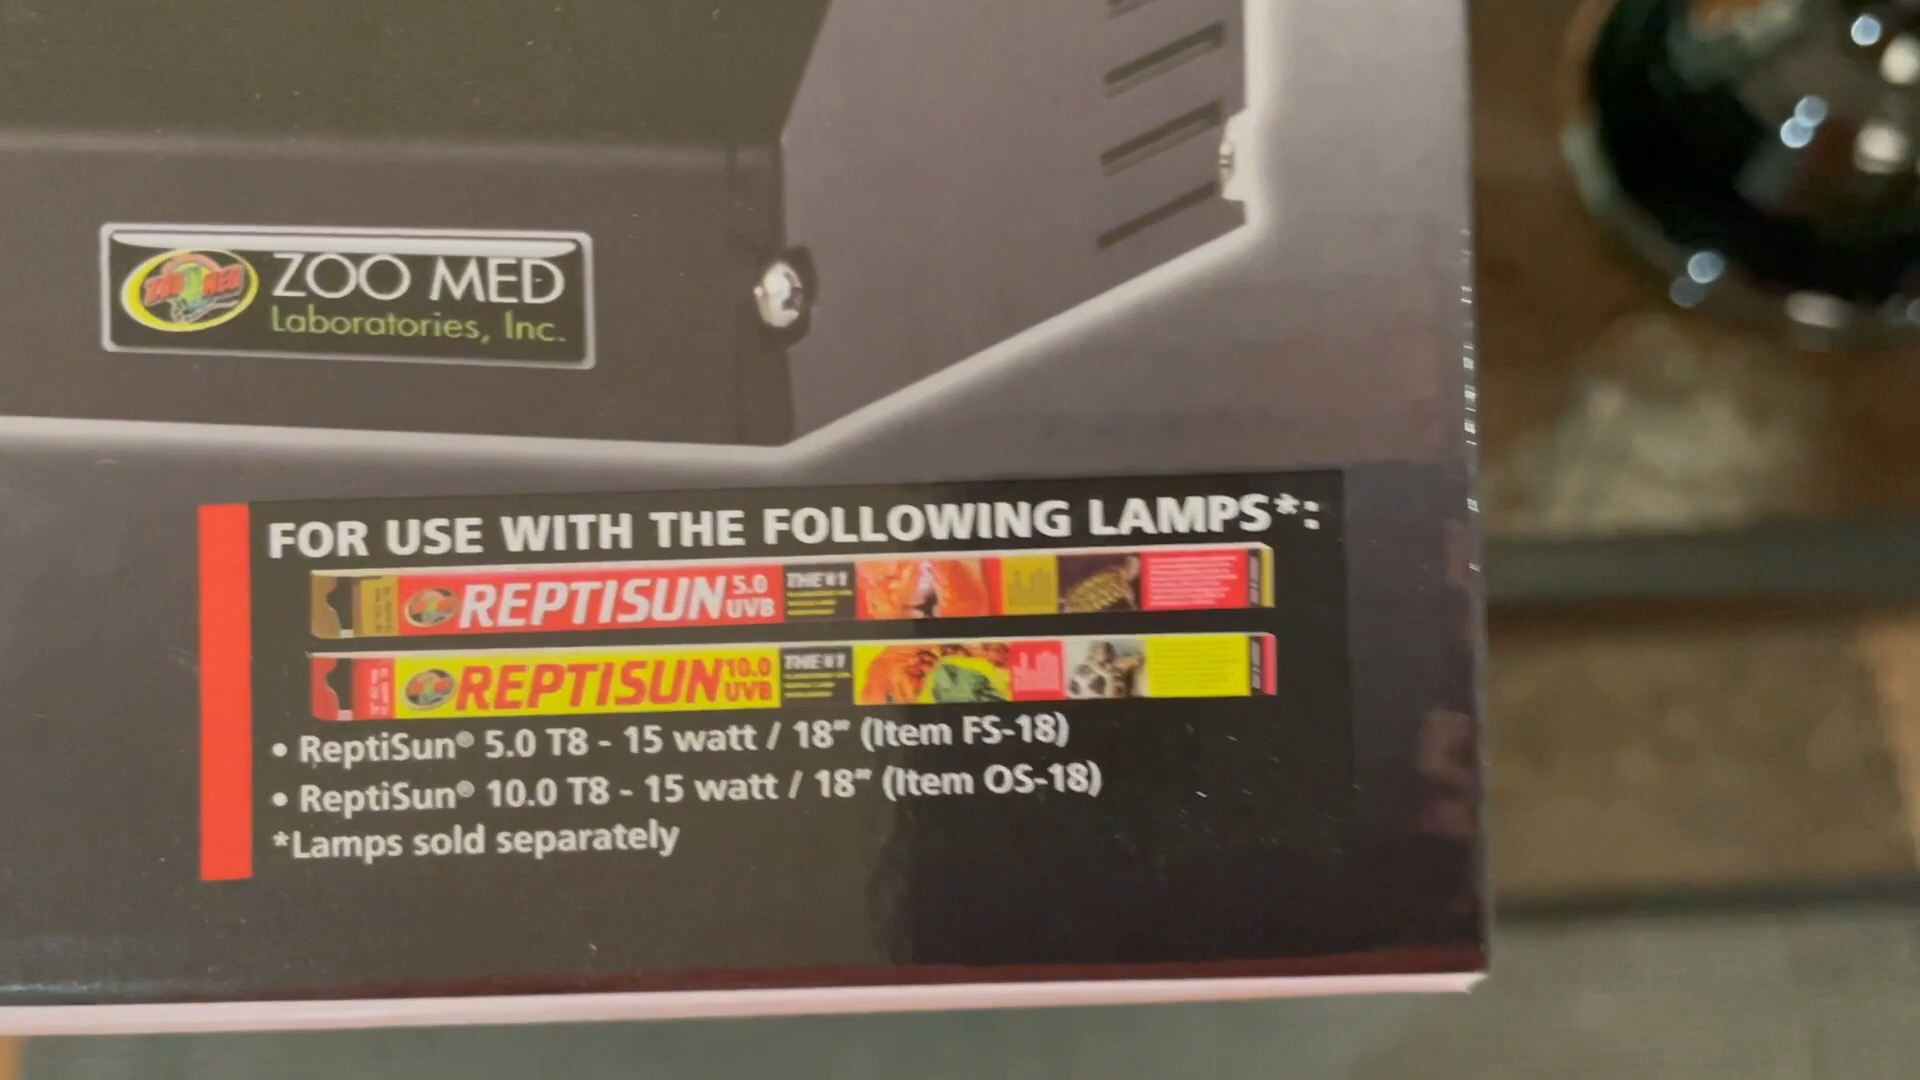 ZOO MED
ZOO MED
Laboratories, Inc.
FOR USE WITH THE FOLLOWING LAMPS*:
REPTISUN 5.0 UVB THE #1
REPTISUN 10.0 UVB THE #1
• ReptiSun® 5.0 T8 - 15 watt / 18" (Item FS-18)
• ReptiSun® 10.0 T8 - 15 watt / 18" (Item OS-18)
*Lamps sold separately